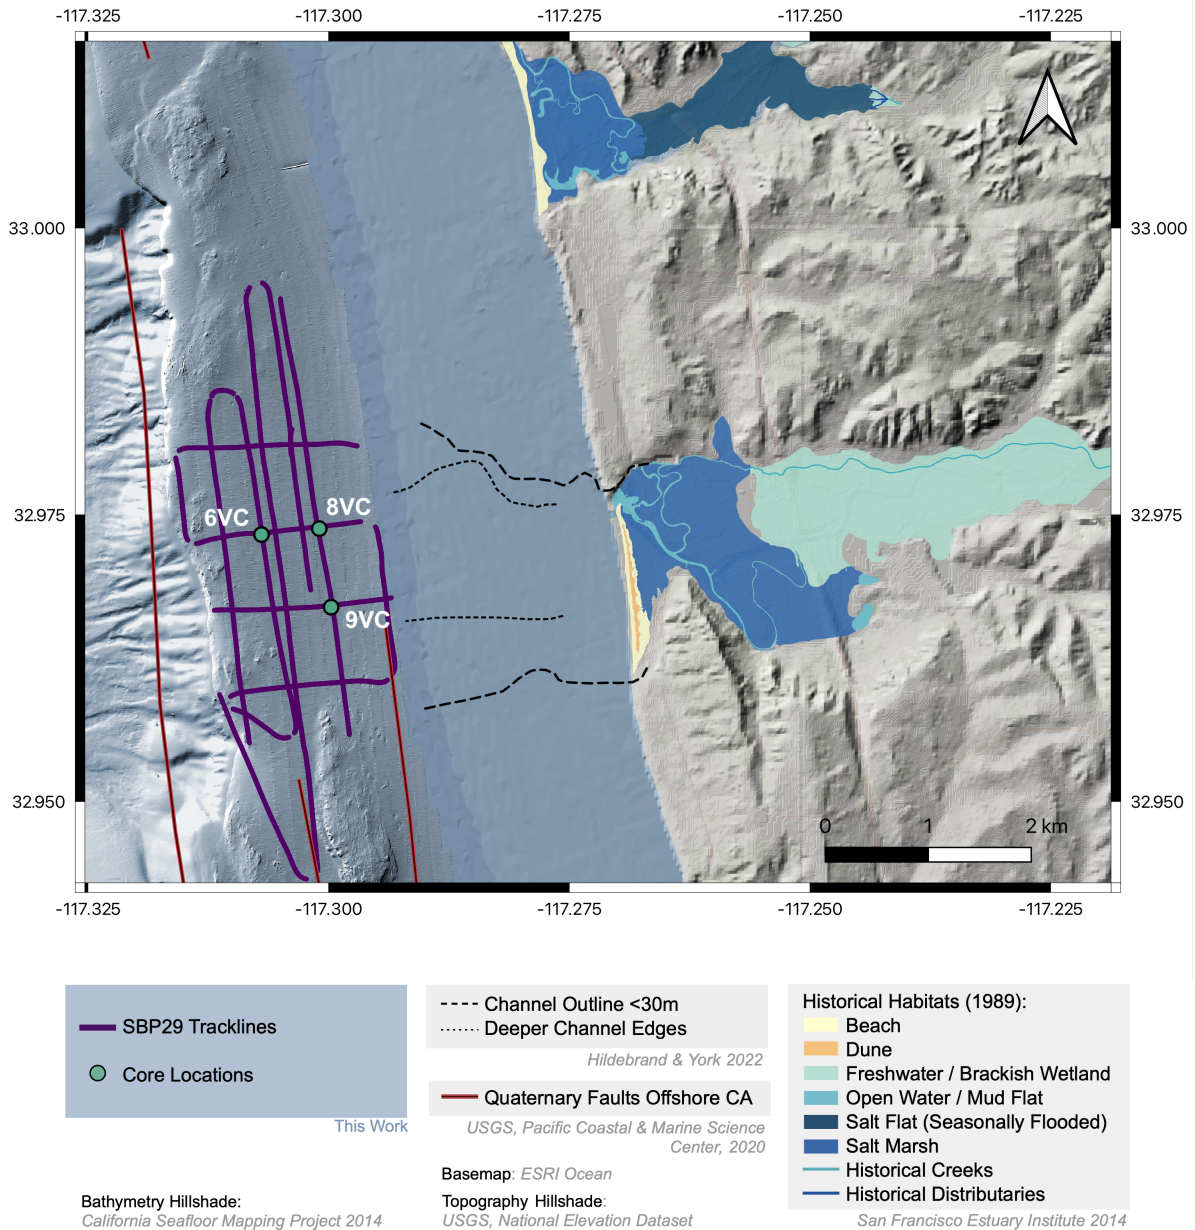 -117.325 -117.300 -117.275 -117.250 -117.225
33.000 33.000
8VC
6VC
32.975 32.975
9VC
32.950 32.950
0 1 2 km
-117.325 -117.300 -117.275 -117.250 -117.225
SBP29 Tracklines
Core Locations
This Work
Bathymetry Hillshade:
California Seafloor Mapping Project 2014
Channel Outline <30m
Deeper Channel Edges
Hildebrand & York 2022
Quaternary Faults Offshore CA
USGS, Pacific Coastal & Marine Science
Center, 2020
Basemap: ESRI Ocean
Topography Hillshade:
USGS, National Elevation Dataset
Historical Habitats (1989):
Beach
Dune
Freshwater / Brackish Wetland
Open Water / Mud Flat
Salt Flat (Seasonally Flooded)
Salt Marsh
Historical Creeks
Historical Distributaries
San Francisco Estuary Institute 2014